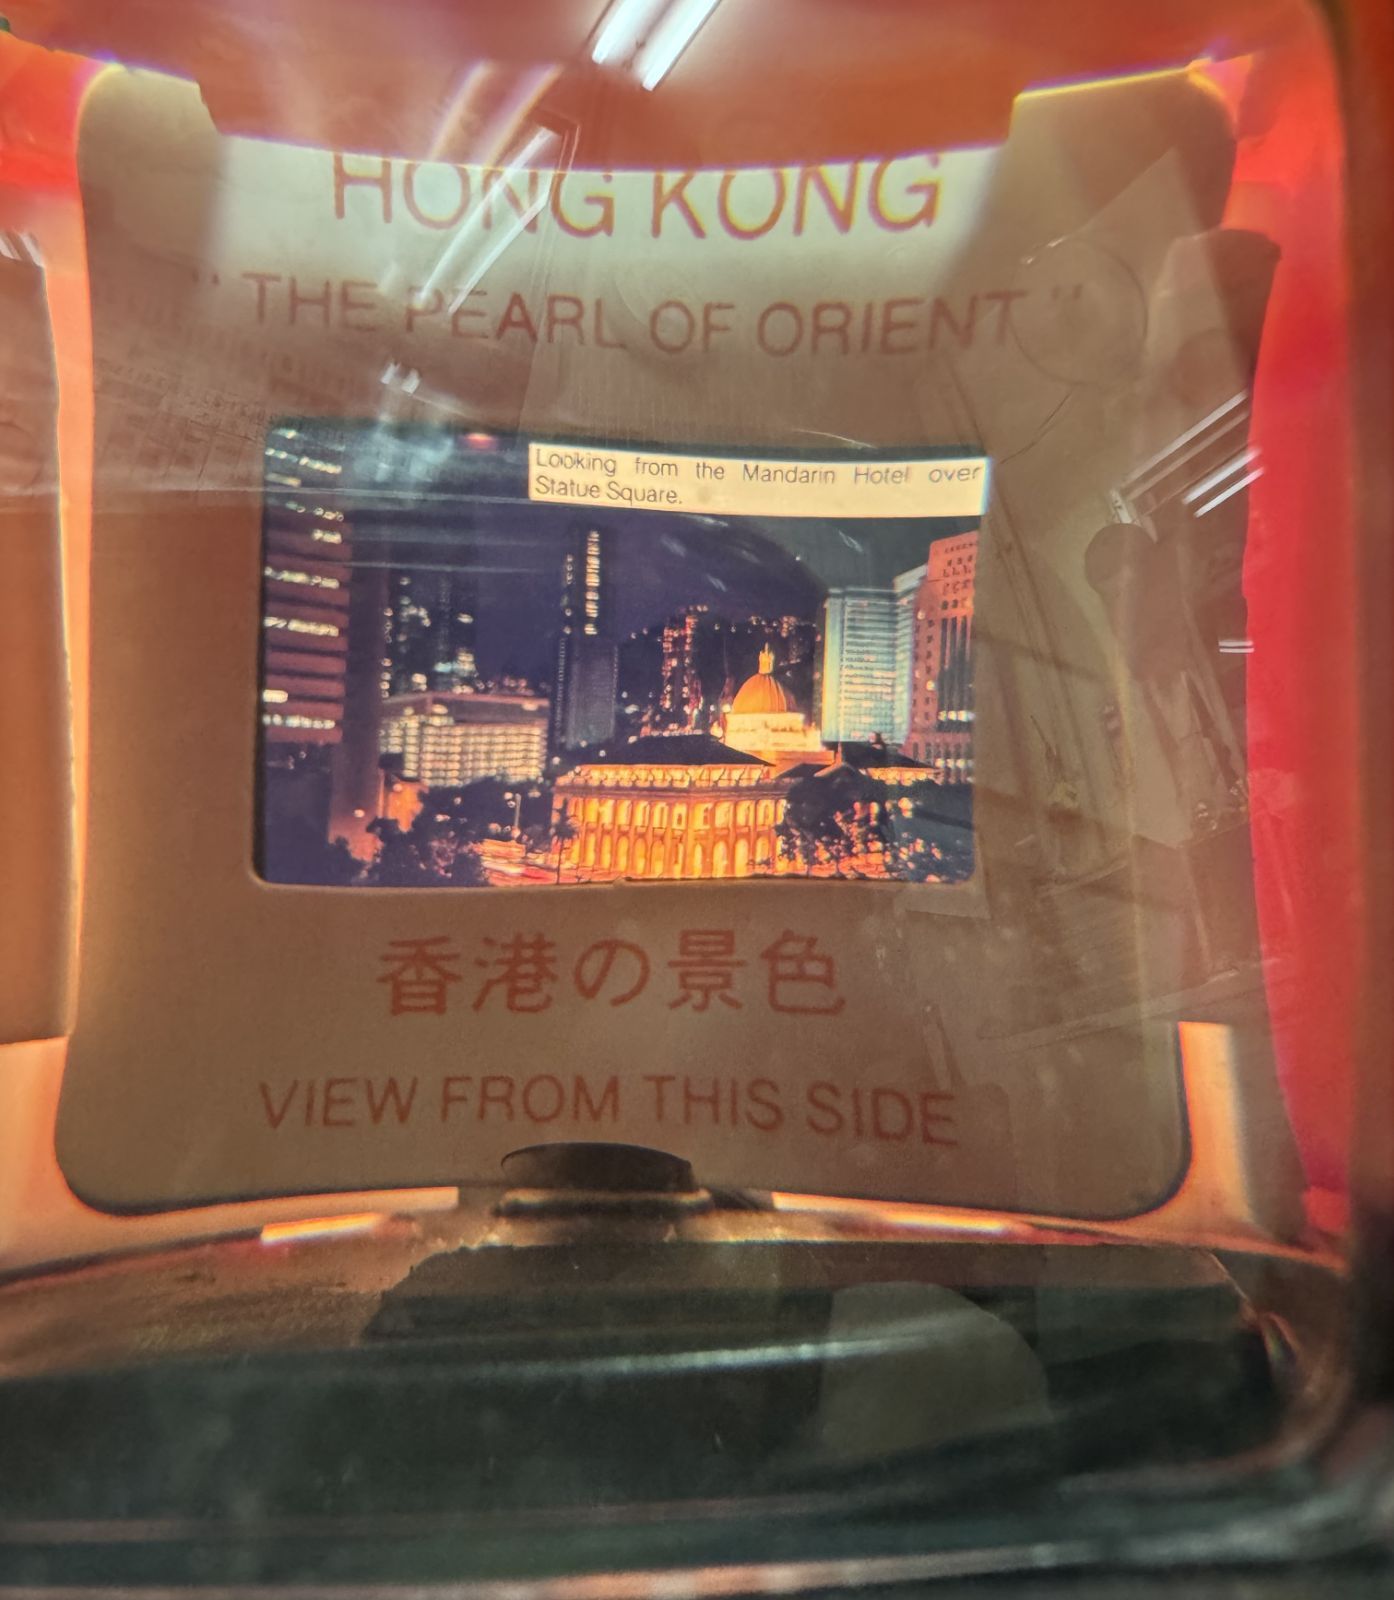 HONG KONG
" THE PEARL OF ORIENT "
Looking from the Mandarin Hotel over
Statue Square.
香港の景色
VIEW FROM THIS SIDE